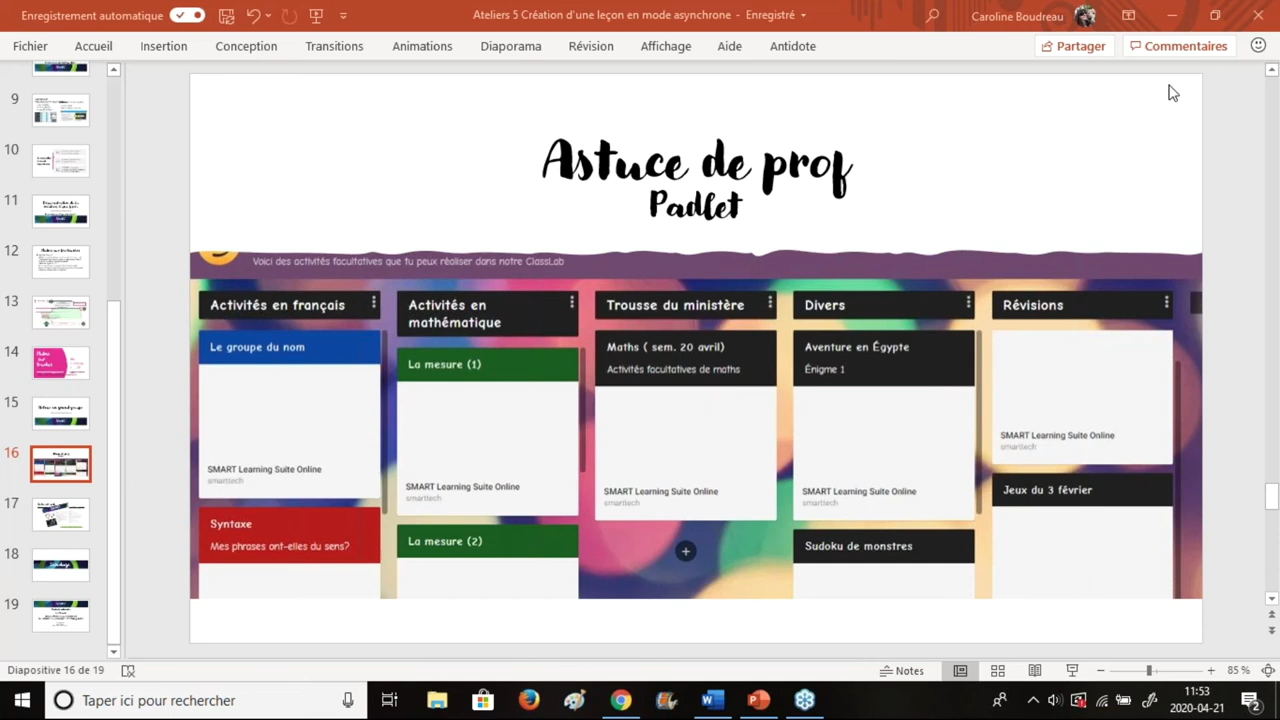 Enregistrement automatique
Ateliers 5 Création d'une leçon en mode asynchrone - Enregistré
Caroline Boudreau
Fichier Accueil Insertion Conception Transitions Animations Diaporama Révision Affichage Aide Antidote
Partager
Commentaires
9
10
11
12
13
14
15
16
17
18
19
Astuce de prof
Padlet
Voici des activités facultatives que tu peux réaliser dans notre ClassLab
Activités en français
Le groupe du nom
SMART Learning Suite Online
smarttech
Syntaxe
Mes phrases ont-elles du sens?
Activités en
mathématique
La mesure (1)
SMART Learning Suite Online
smarttech
La mesure (2)
Trousse du ministère
Maths ( sem. 20 avril)
Activités facultatives de maths
SMART Learning Suite Online
smarttech
Divers
Aventure en Égypte
Énigme 1
SMART Learning Suite Online
smarttech
Sudoku de monstres
Révisions
SMART Learning Suite Online
smarttech
Jeux du 3 février
Diapositive 16 de 19
Notes
85 %
Taper ici pour rechercher
11:53
2020-04-21
2